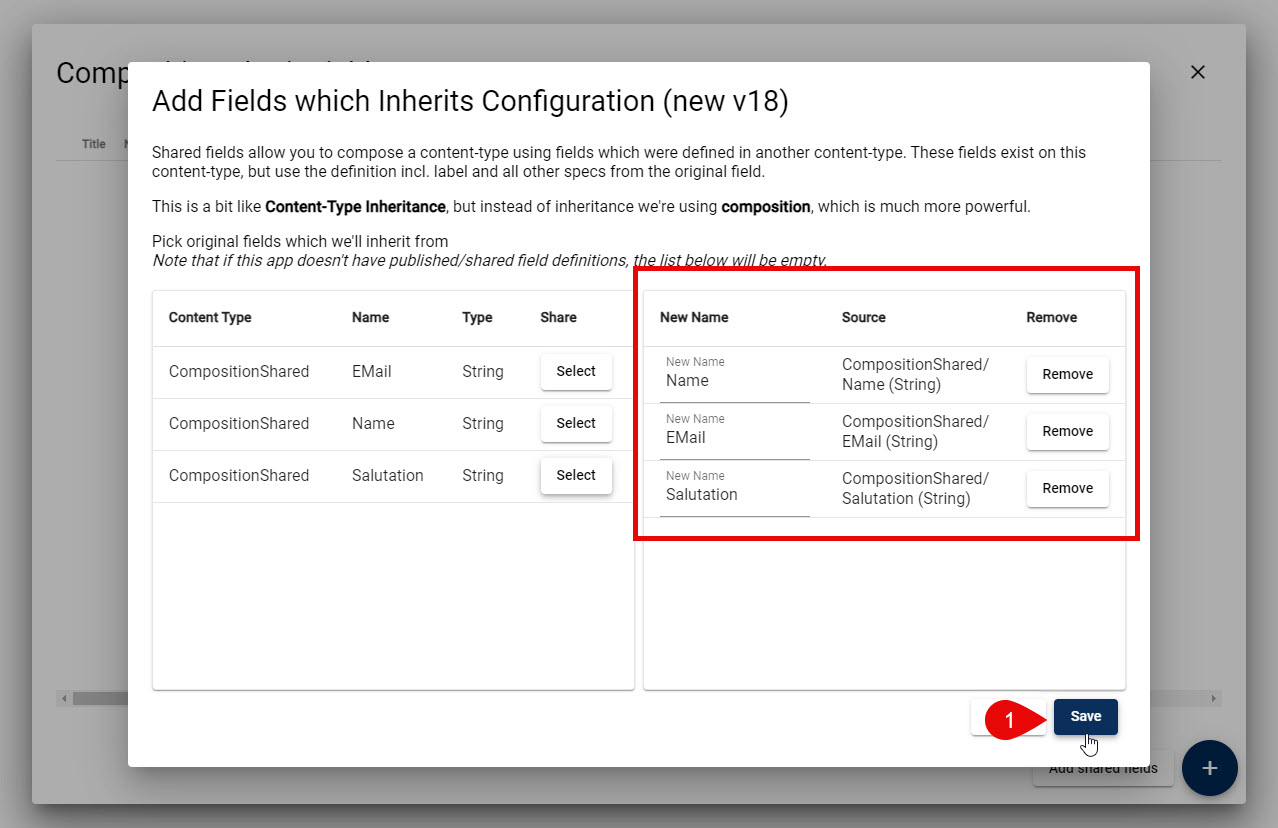 Add Fields which Inherits Configuration (new v18)
Title
Shared fields allow you to compose a content-type using fields which were defined in another content-type. These fields exist on this
content-type, but use the definition incl. label and all other specs from the original field.
This is a bit like Content-Type Inheritance, but instead of inheritance we're using composition, which is much more powerful.
Pick original fields which we'll inherit from
Note that if this app doesn't have published/shared field definitions, the list below will be empty.
Content Type Name Type Share
CompositionShared EMail String Select
CompositionShared Name String Select
CompositionShared Salutation String Select
New Name Source Remove
New Name
Name
CompositionShared/
Name (String)
Remove
New Name
EMail
CompositionShared/
EMail (String)
Remove
New Name
Salutation
CompositionShared/
Salutation (String)
Remove
1
Save
Add shared fields
+